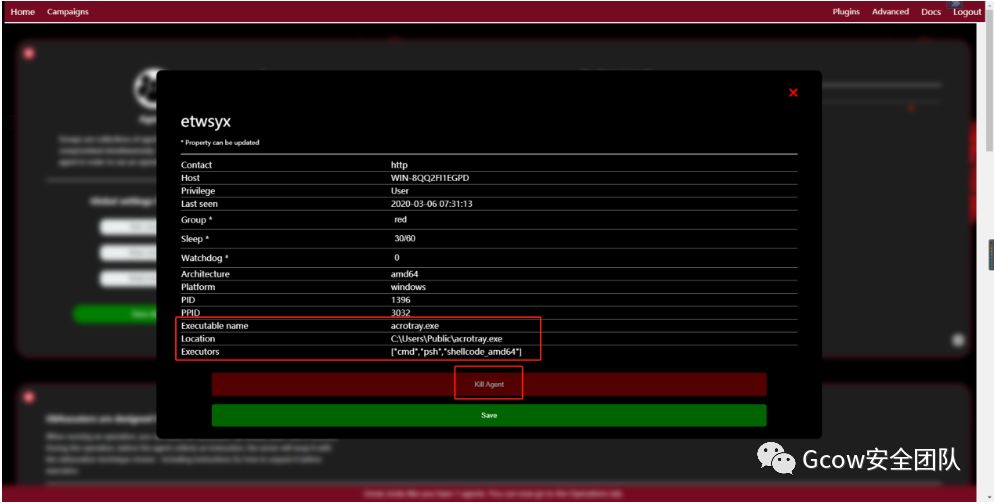 Home Campaigns Plugins Advanced Docs Logout
etwsyx
* Property can be updated
Contact http
Host WIN-8QQ2FI1EGPD
Privilege User
Last seen 2020-03-06 07:31:13
Group * red
Sleep * 30/60
Watchdog * 0
Architecture amd64
Platform windows
PID 1396
PPID 3032
Executable name acrotray.exe
Location C:\Users\Public\acrotray.exe
Executors ["cmd","psh","shellcode_amd64"]
Kill Agent
Save
Gcow安全团队